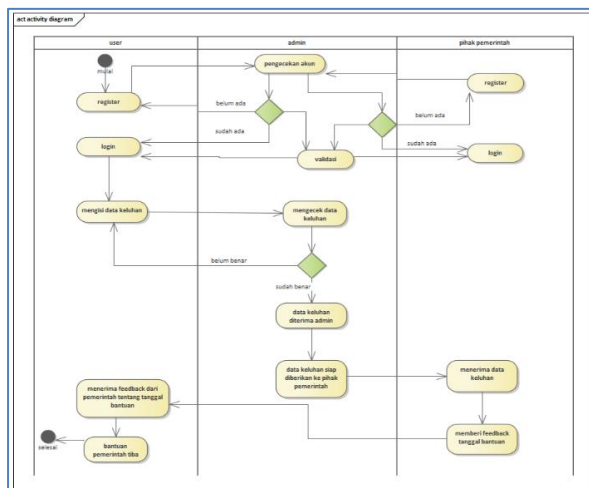 act activity diagram
user
admin
pihak pemerintah
mulai
pengecekan akun
register
register
belum ada
belum ada
sudah ada
sudah ada
login
validasi
login
mengisi data keluhan
mengecek data
keluhan
belum benar
sudah benar
data keluhan
diterima admin
data keluhan siap
diberikan ke pihak
pemerintah
menerima data
keluhan
menerima feedback dari
pemerintah tentang tanggal
bantuan
memberi feedback
tanggal bantuan
bantuan
pemerintah tiba
selesai